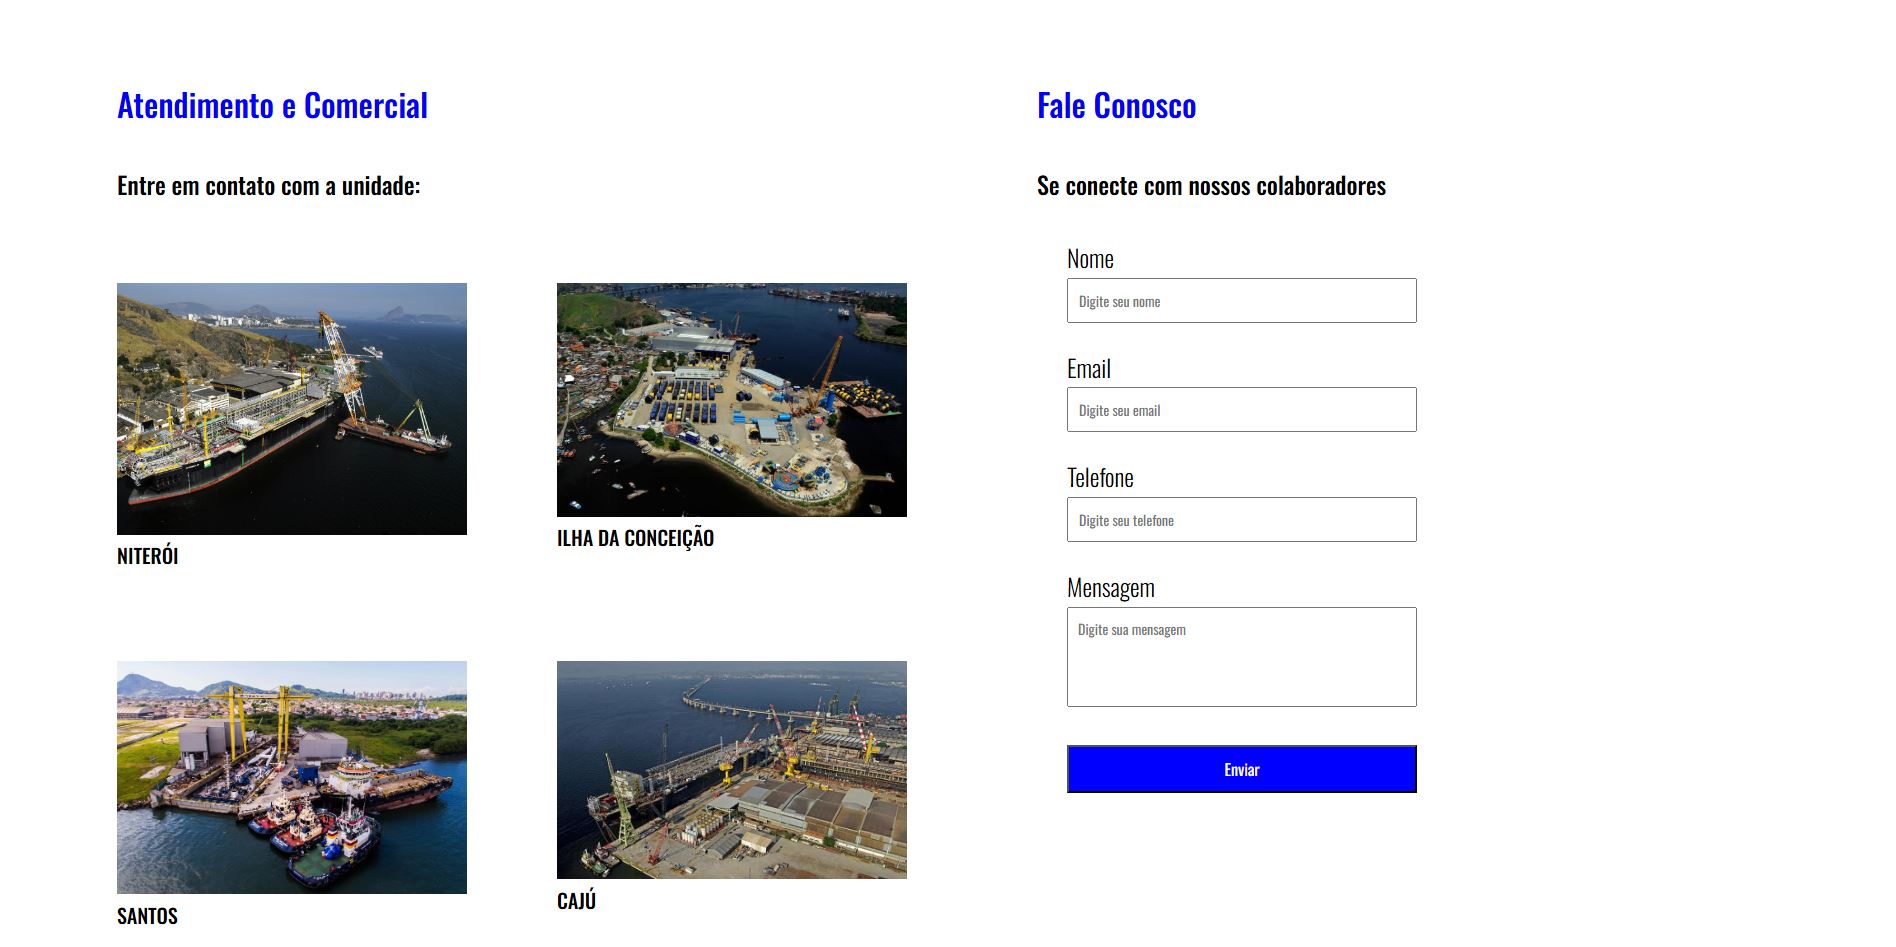 Atendimento e Comercial
Entre em contato com a unidade:
NITERÓI
ILHA DA CONCEIÇÃO
SANTOS
CAJÚ
Fale Conosco
Se conecte com nossos colaboradores
Nome
Digite seu nome
Email
Digite seu email
Telefone
Digite seu telefone
Mensagem
Digite sua mensagem
Enviar